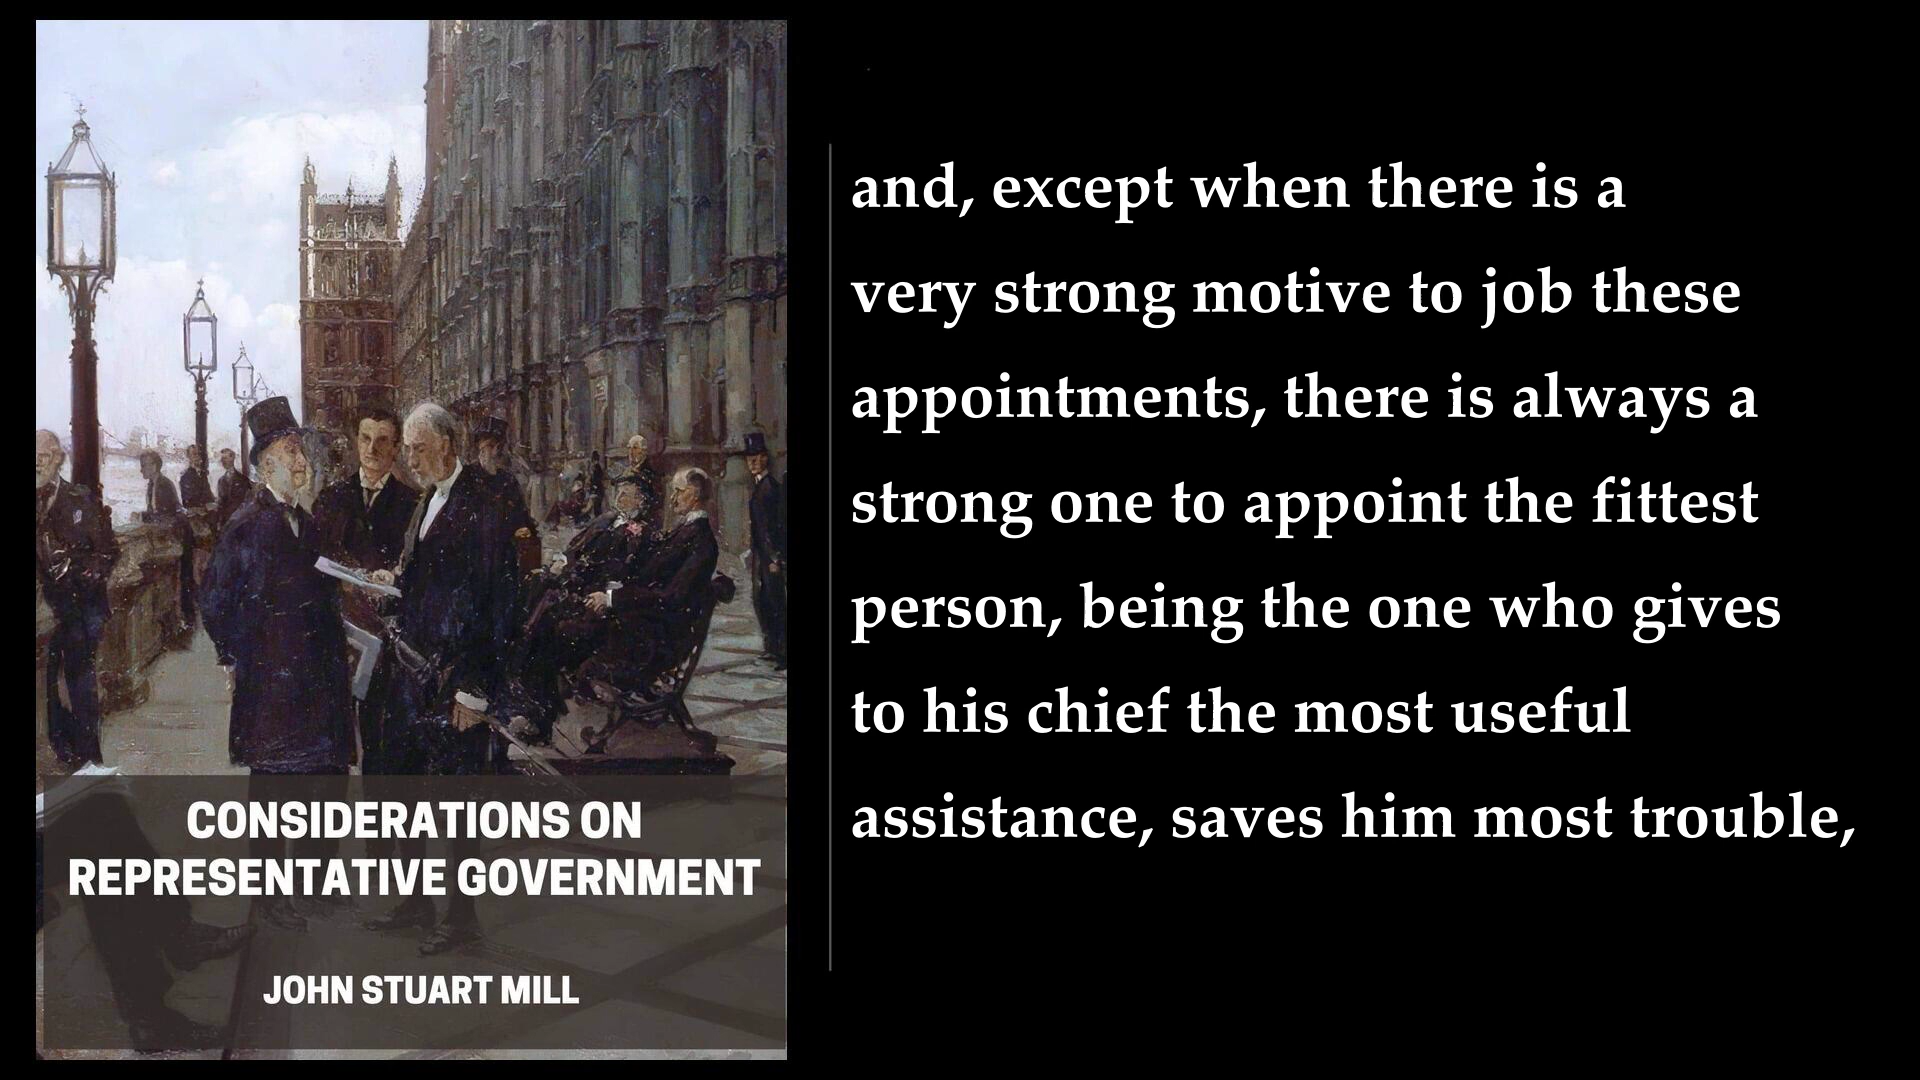 CONSIDERATIONS ON
REPRESENTATIVE GOVERNMENT
JOHN STUART MILL
and, except when there is a
very strong motive to job these
appointments, there is always a
strong one to appoint the fittest
person, being the one who gives
to his chief the most useful
assistance, saves him most trouble,